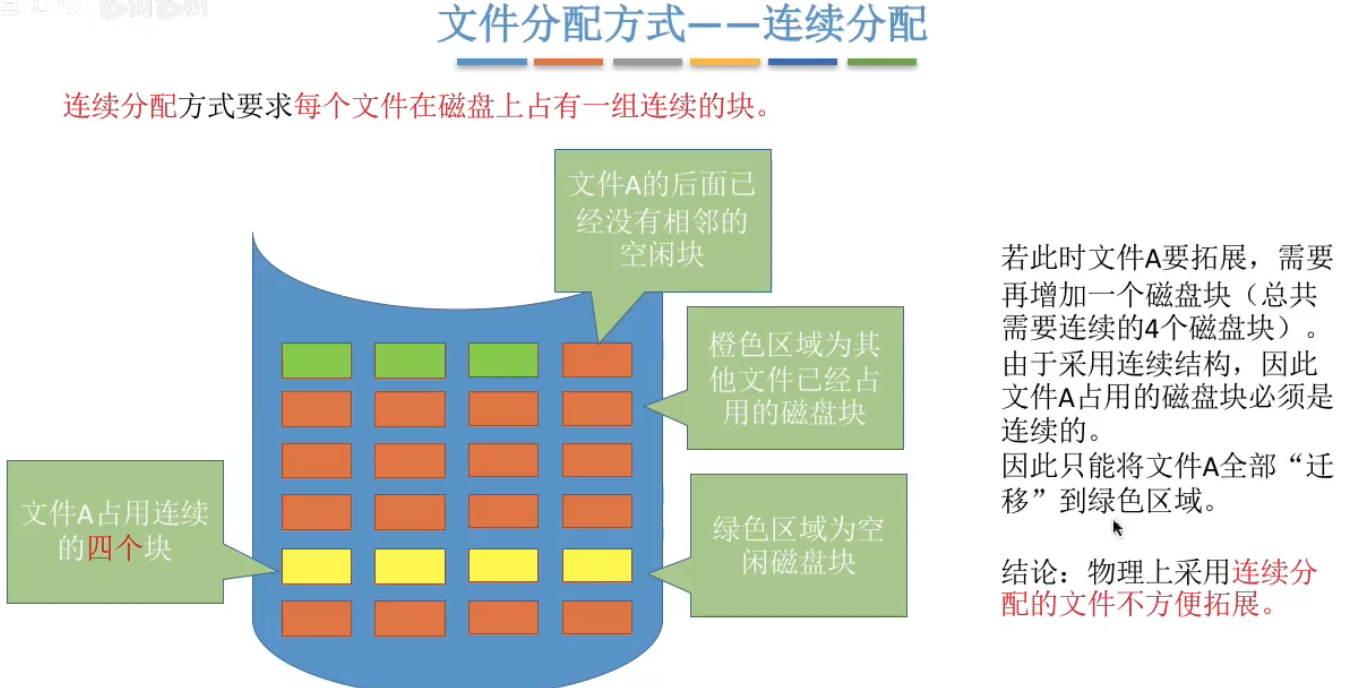 文件分配方式——连续分配
连续分配方式要求每个文件在磁盘上占有一组连续的块。
文件A的后面已
经没有相邻的
空闲块
橙色区域为其
他文件已经占
用的磁盘块
文件A占用连续
的四个块
绿色区域为空
闲磁盘块
若此时文件A要拓展，需要
再增加一个磁盘块（总共
需要连续的4个磁盘块）。
由于采用连续结构，因此
文件A占用的磁盘块必须是
连续的。
因此只能将文件A全部“迁
移”到绿色区域。
结论：物理上采用连续分
配的文件不方便拓展。